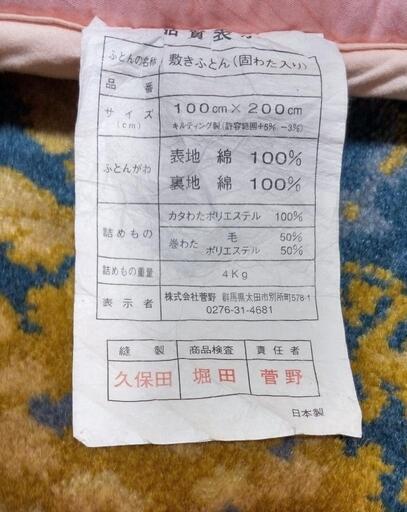 品質表示
ふとんの名称 敷きふとん(固わた入り)
品番
サイズ(cm) 100cm×200cm
キルティング製(許容範囲+5% −3%)
ふとんがわ 表地 綿 100%
裏地 綿 100%
詰めもの カタわたポリエステル 100%
巻わた 毛 50%
ポリエステル 50%
詰めもの重量 4Kg
表示者 株式会社菅野 群馬県太田市別所町578-1
0276-31-4681
縫製 商品検査 責任者
久保田 堀田 菅野
日本製